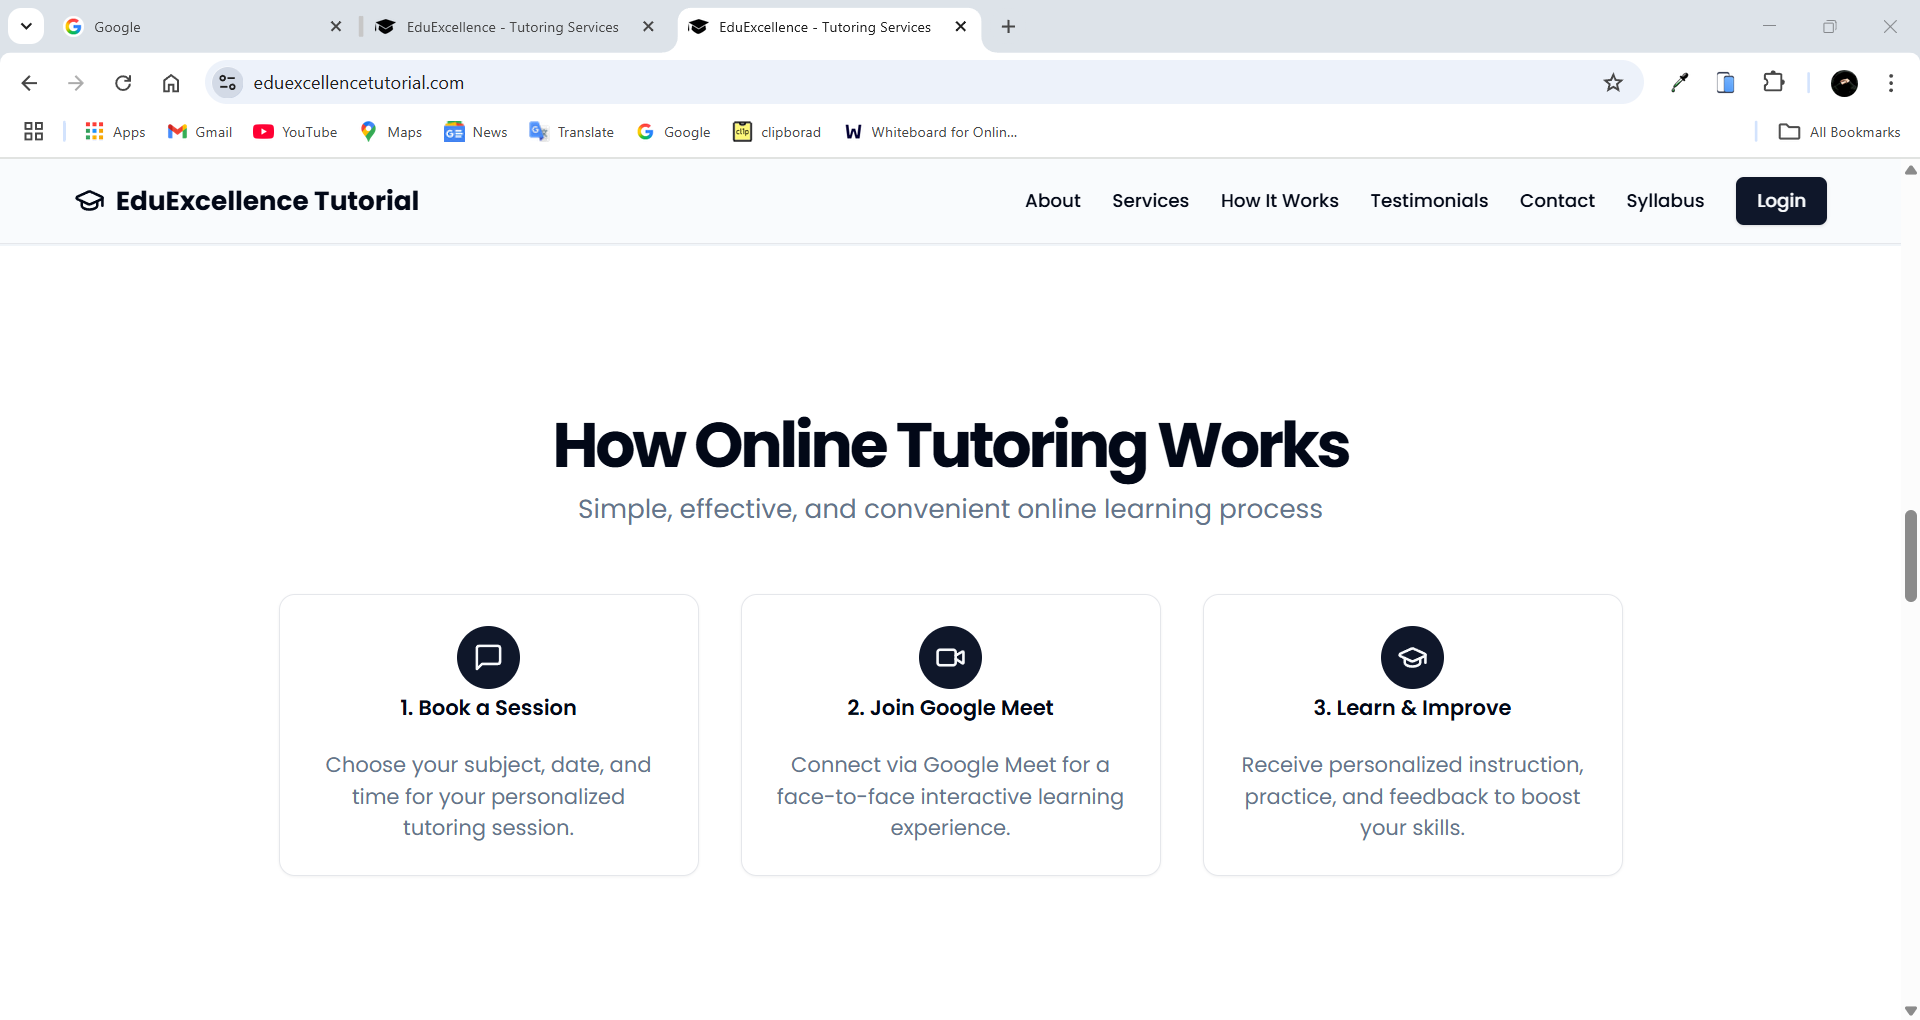 Google
EduExcellence - Tutoring Services
EduExcellence - Tutoring Services
eduexcellencetutorial.com
Apps
Gmail
YouTube
Maps
News
Translate
Google
clipborad
Whiteboard for Onlin...
All Bookmarks
EduExcellence Tutorial
About
Services
How It Works
Testimonials
Contact
Syllabus
Login
How Online Tutoring Works
Simple, effective, and convenient online learning process
1. Book a Session
Choose your subject, date, and
time for your personalized
tutoring session.
2. Join Google Meet
Connect via Google Meet for a
face-to-face interactive learning
experience.
3. Learn & Improve
Receive personalized instruction,
practice, and feedback to boost
your skills.